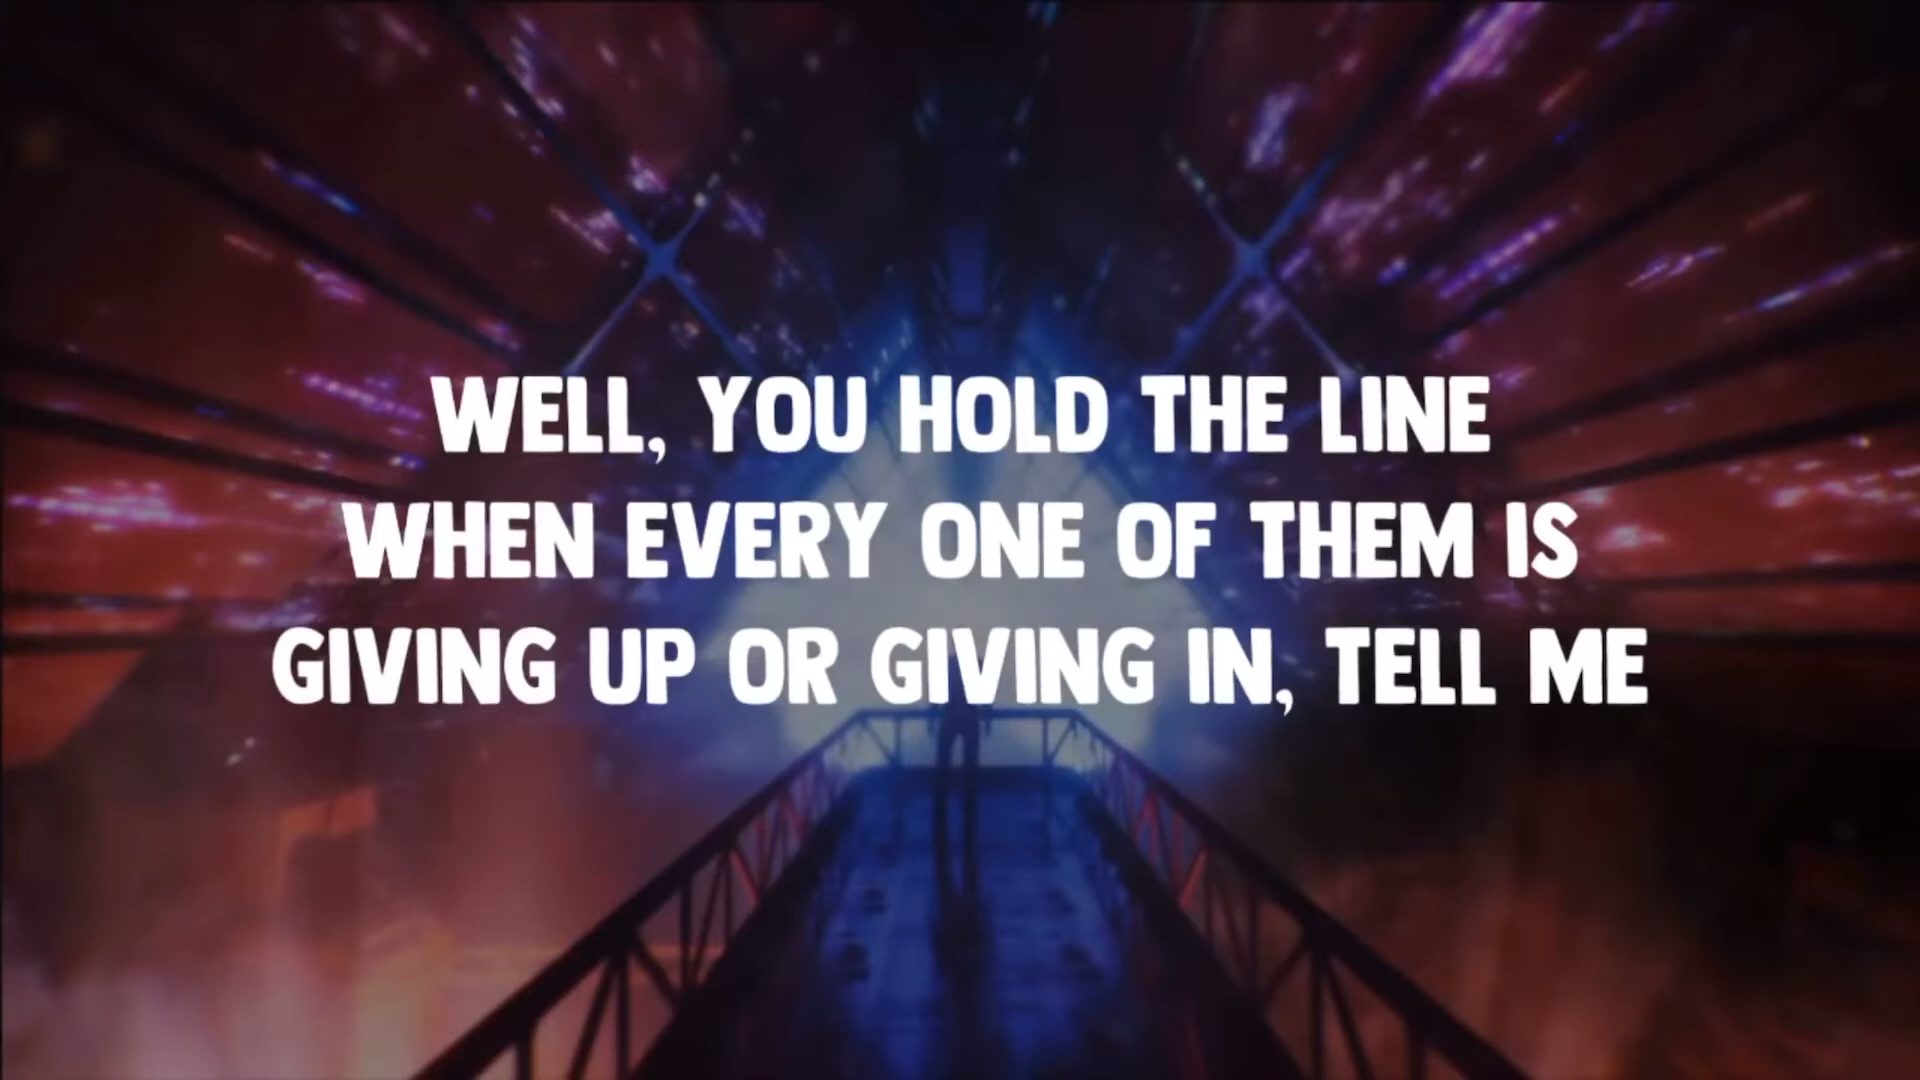 WELL, YOU HOLD THE LINE
WHEN EVERY ONE OF THEM IS
GIVING UP OR GIVING IN, TELL ME